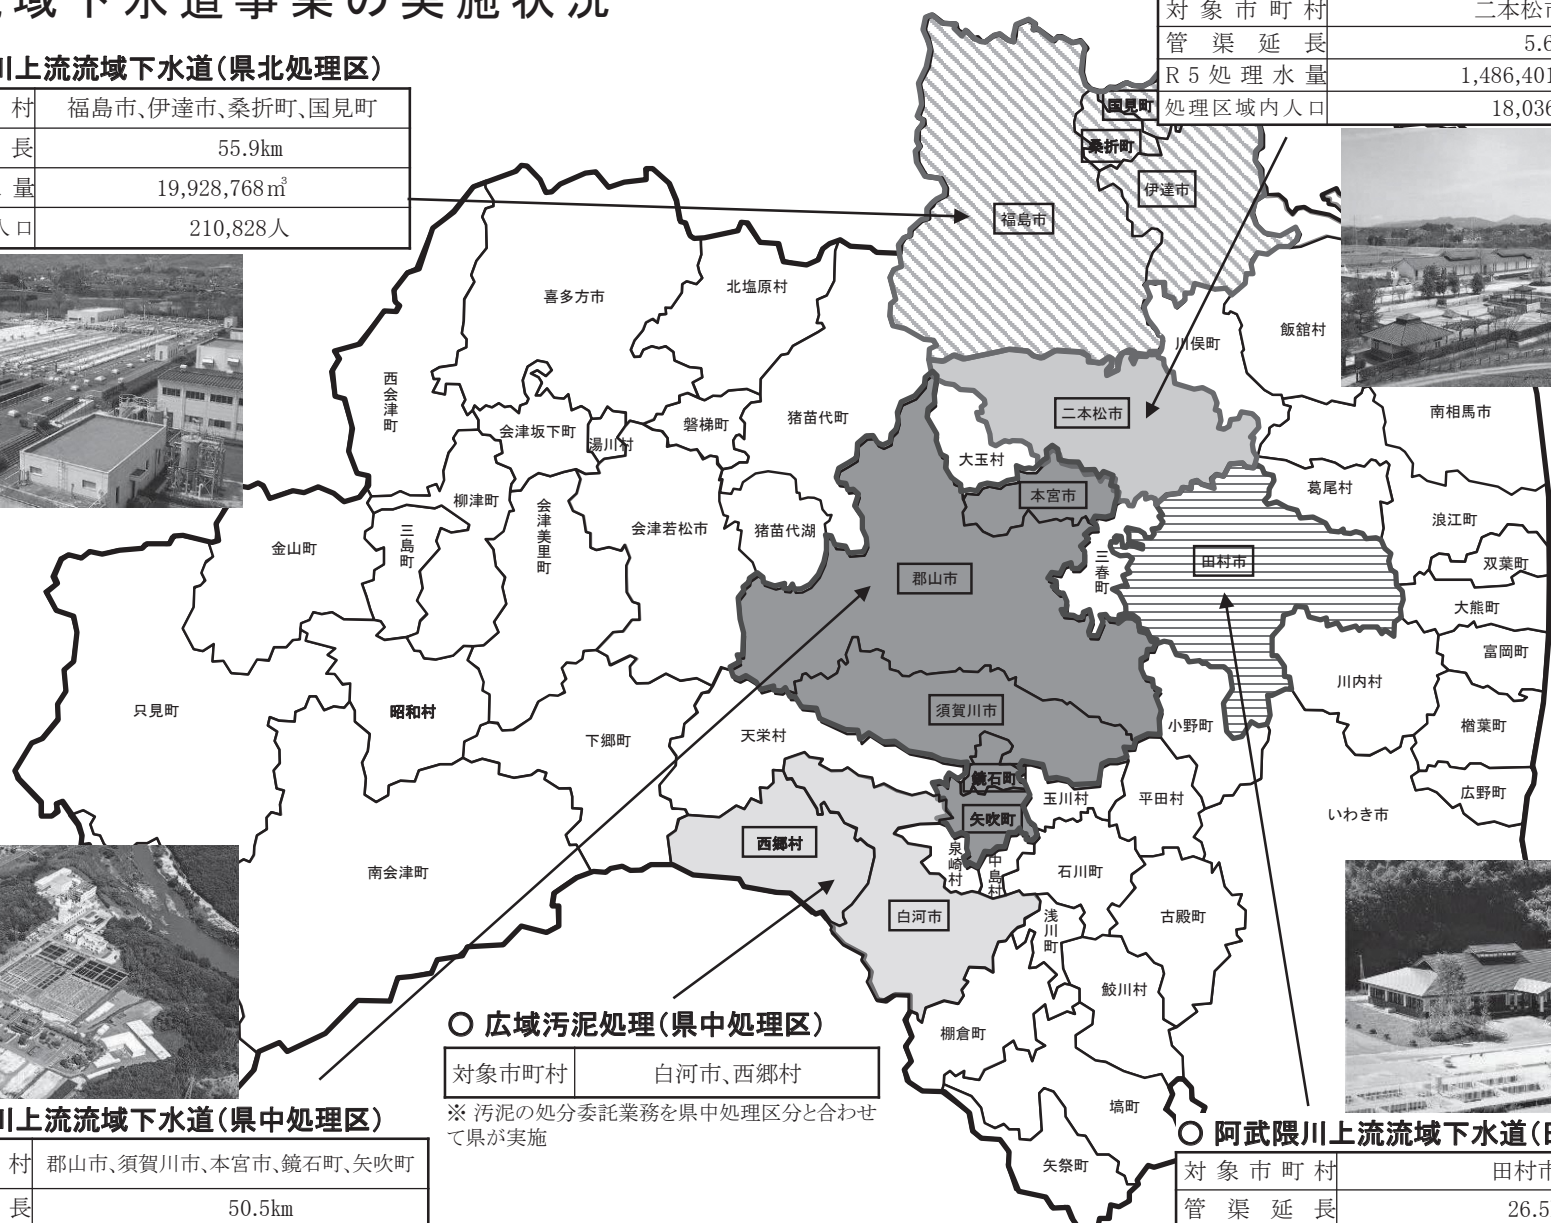 域下水道事業の実施状況
川上流流域下水道(県北処理区)
村 福島市、伊達市、桑折町、国見町
長 55.9km
量 19,928,768㎥
人口 210,828人
対象市町村 二本松市
管渠延長 5.6
R5処理水量 1,486,401
処理区域内人口 18,036
国見町
桑折町
伊達市
福島市
喜多方市
北塩原村
川俣町
飯舘村
西会津町
会津坂下町
湯川村
磐梯町
猪苗代町
二本松市
南相馬市
大玉村
本宮市
葛尾村
柳津町
三島町
会津美里町
会津若松市
猪苗代湖
浪江町
金山町
郡山市
三春町
田村市
双葉町
大熊町
富岡町
只見町
昭和村
下郷町
天栄村
須賀川市
小野町
川内村
楢葉町
鏡石町
玉川村
平田村
広野町
矢吹町
いわき市
西郷村
泉崎村
中島村
石川町
南会津町
白河市
浅川町
古殿町
鮫川村
棚倉町
塙町
矢祭町
○ 広域汚泥処理(県中処理区)
対象市町村 白河市、西郷村
※ 汚泥の処分委託業務を県中処理区分と合わせ
て県が実施
川上流流域下水道(県中処理区)
村 郡山市、須賀川市、本宮市、鏡石町、矢吹町
長 50.5km
○ 阿武隈川上流流域下水道(
対象市町村 田村市
管渠延長 26.5